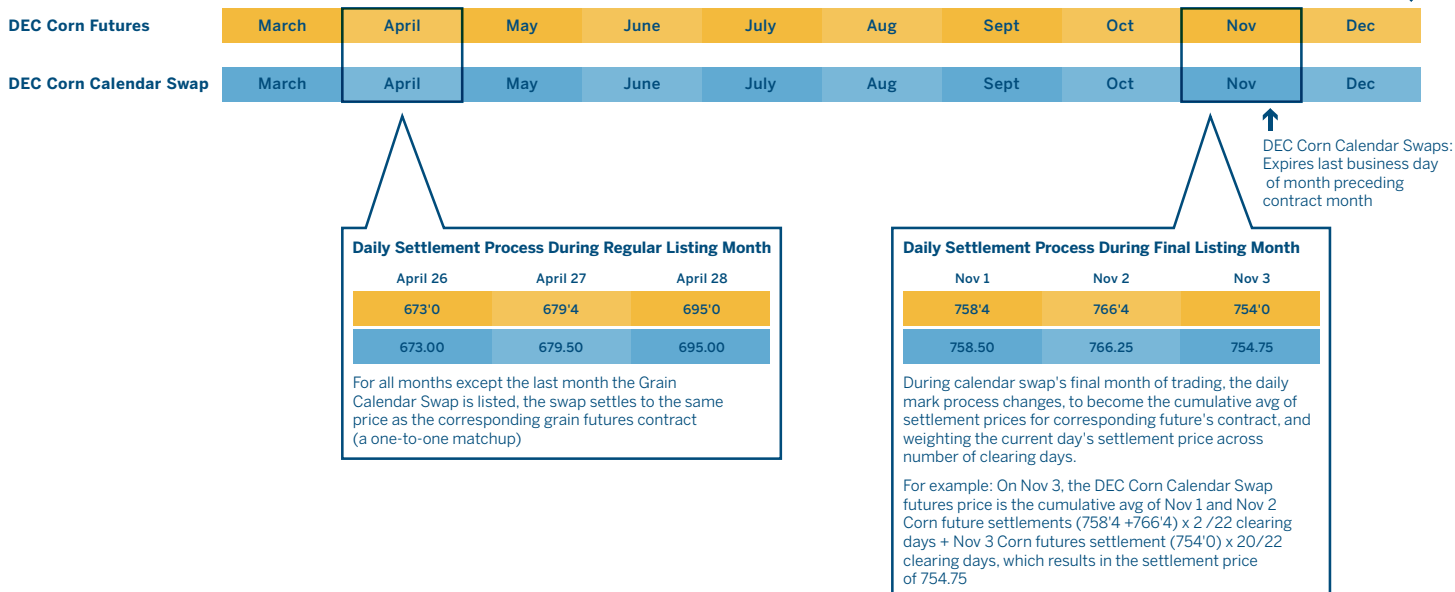 DEC Corn Futures March April May June July Aug Sept Oct Nov Dec
DEC Corn Calendar Swap March April May June July Aug Sept Oct Nov Dec
DEC Corn Calendar Swaps:
Expires last business day
of month preceding
contract month
Daily Settlement Process During Regular Listing Month
April 26 April 27 April 28
673'0 679'4 695'0
673.00 679.50 695.00
For all months except the last month the Grain
Calendar Swap is listed, the swap settles to the same
price as the corresponding grain futures contract
(a one-to-one matchup)
Daily Settlement Process During Final Listing Month
Nov 1 Nov 2 Nov 3
758'4 766'4 754'0
758.50 766.25 754.75
During calendar swap's final month of trading, the daily
mark process changes, to become the cumulative avg of
settlement prices for corresponding future's contract, and
weighting the current day's settlement price across
number of clearing days.
For example: On Nov 3, the DEC Corn Calendar Swap
futures price is the cumulative avg of Nov 1 and Nov 2
Corn future settlements (758'4 +766'4) x 2 /22 clearing
days + Nov 3 Corn futures settlement (754'0) x 20/22
clearing days, which results in the settlement price
of 754.75